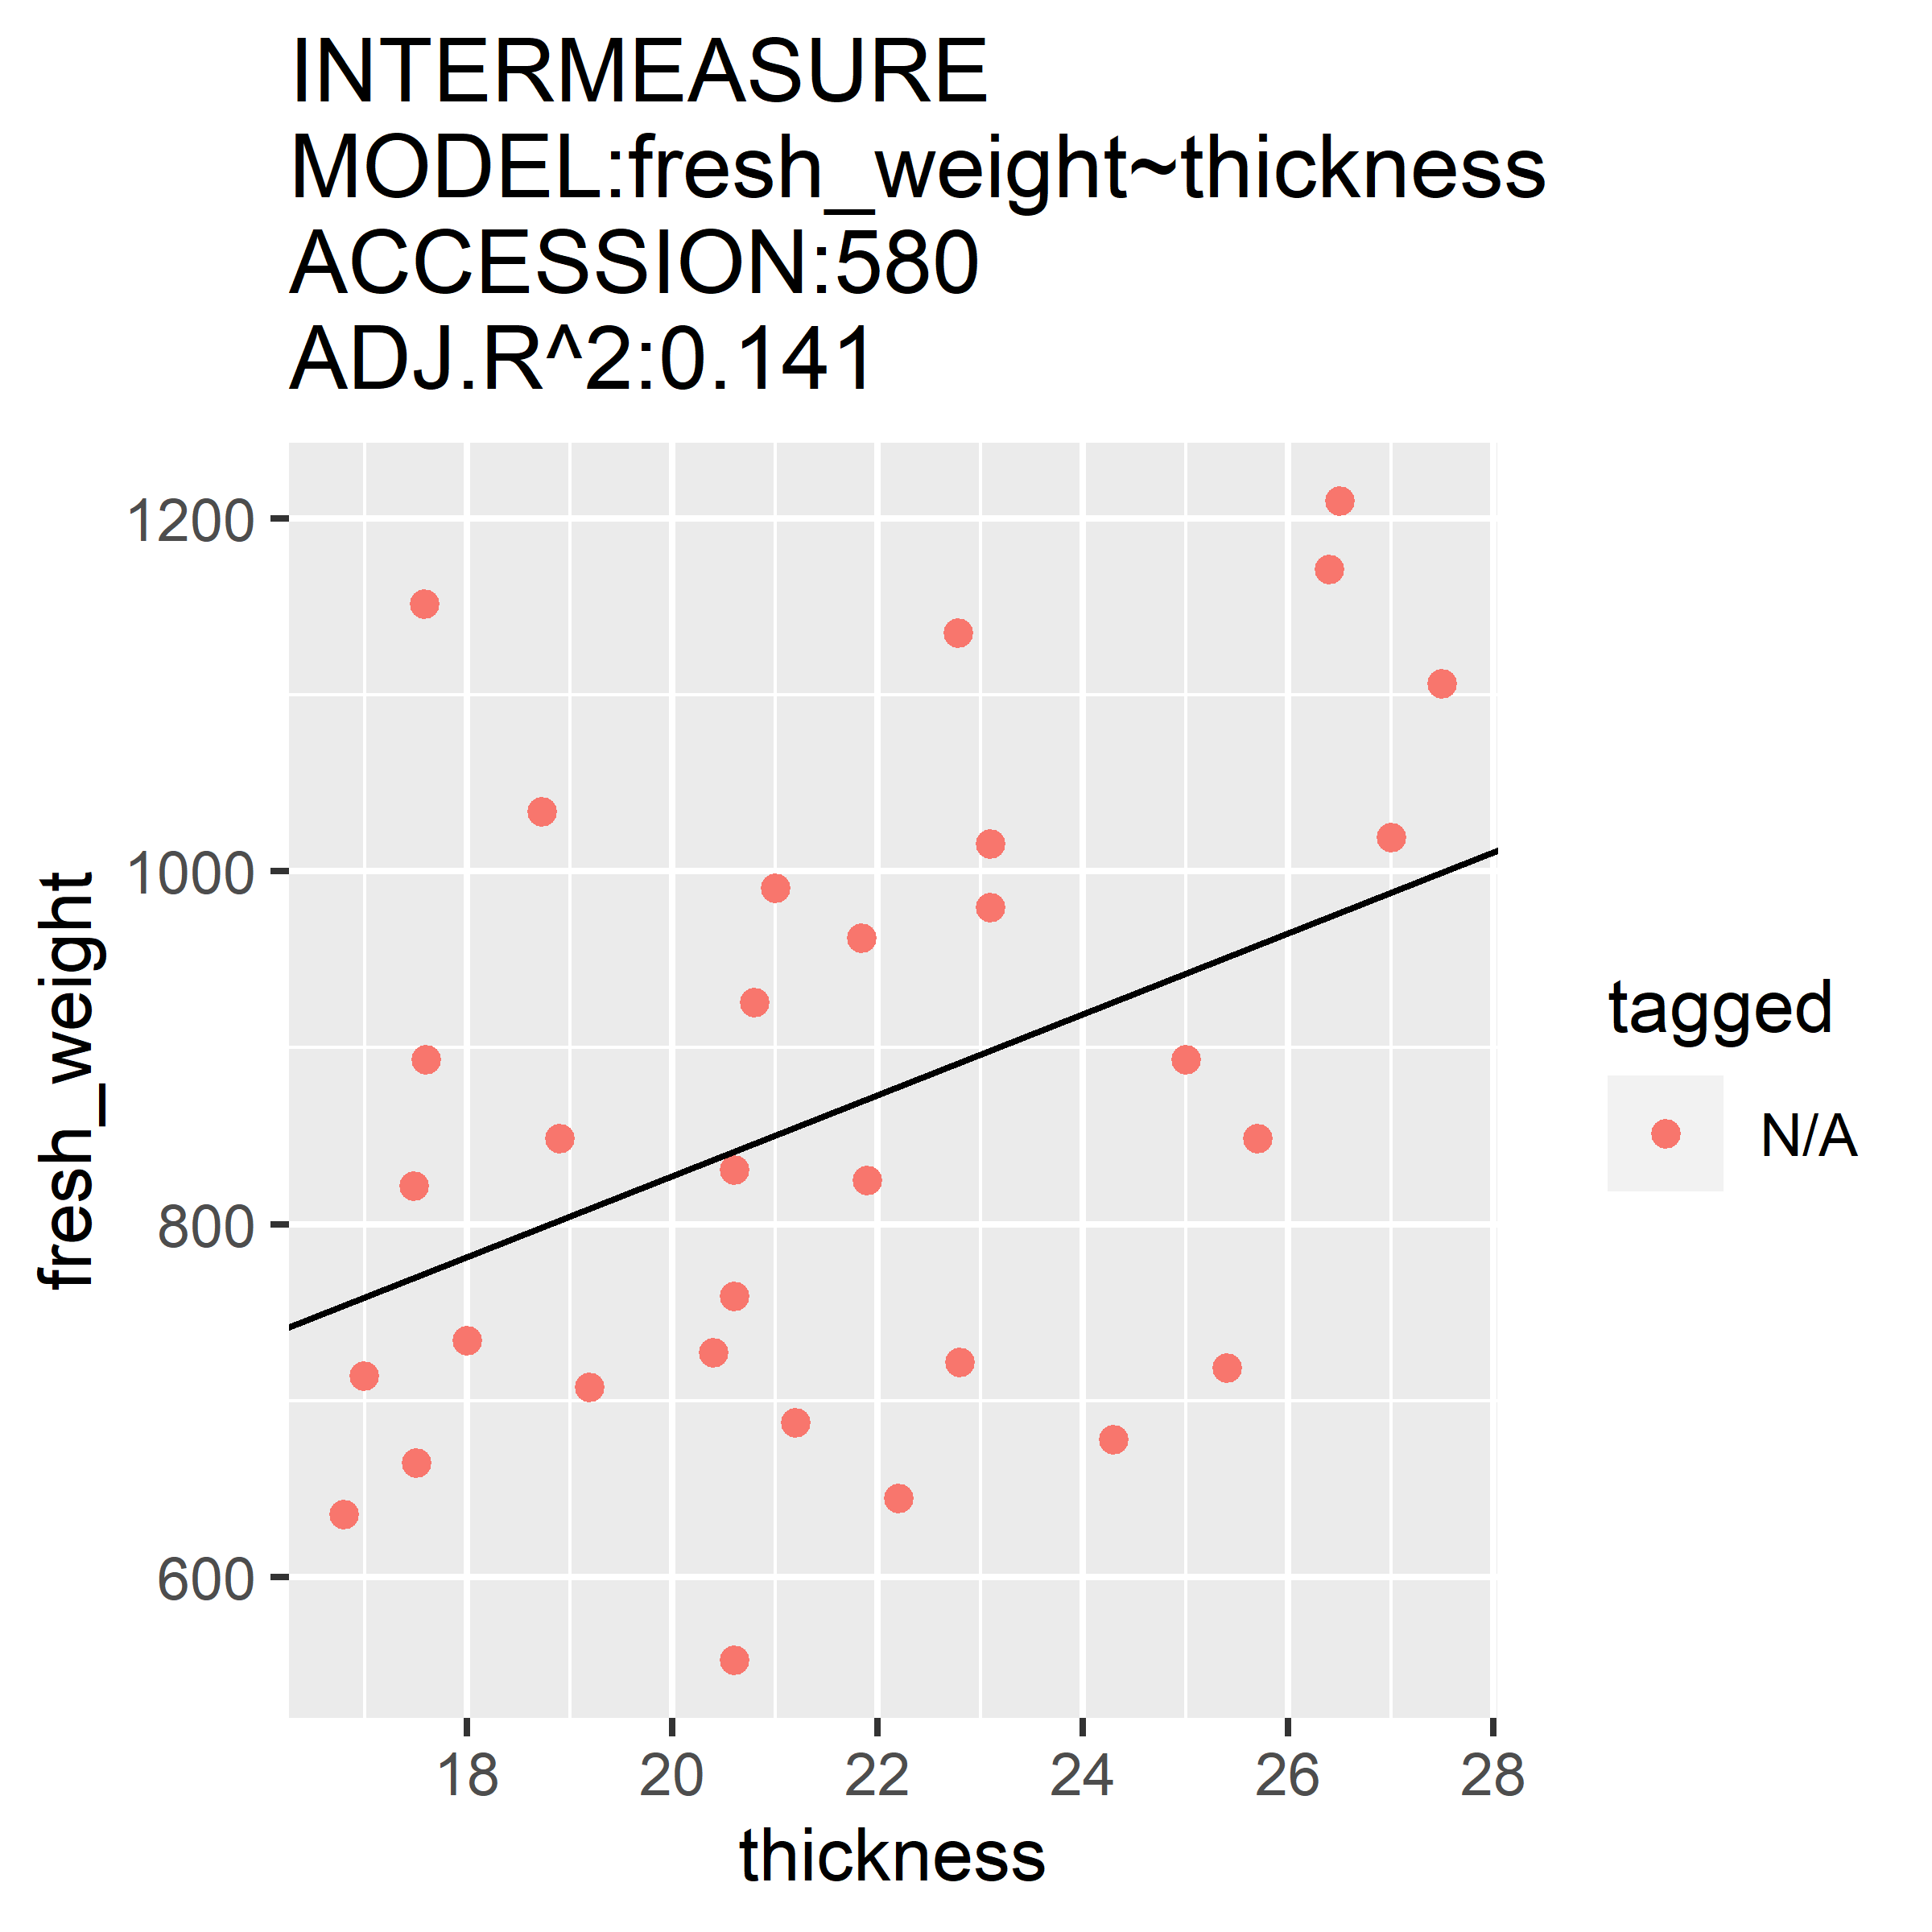 INTERMEASURE
MODEL:fresh_weight~thickness
ACCESSION:580
ADJ.R^2:0.141
1200
1000
800
600
fresh_weight
18 20 22 24 26 28
thickness
tagged
N/A